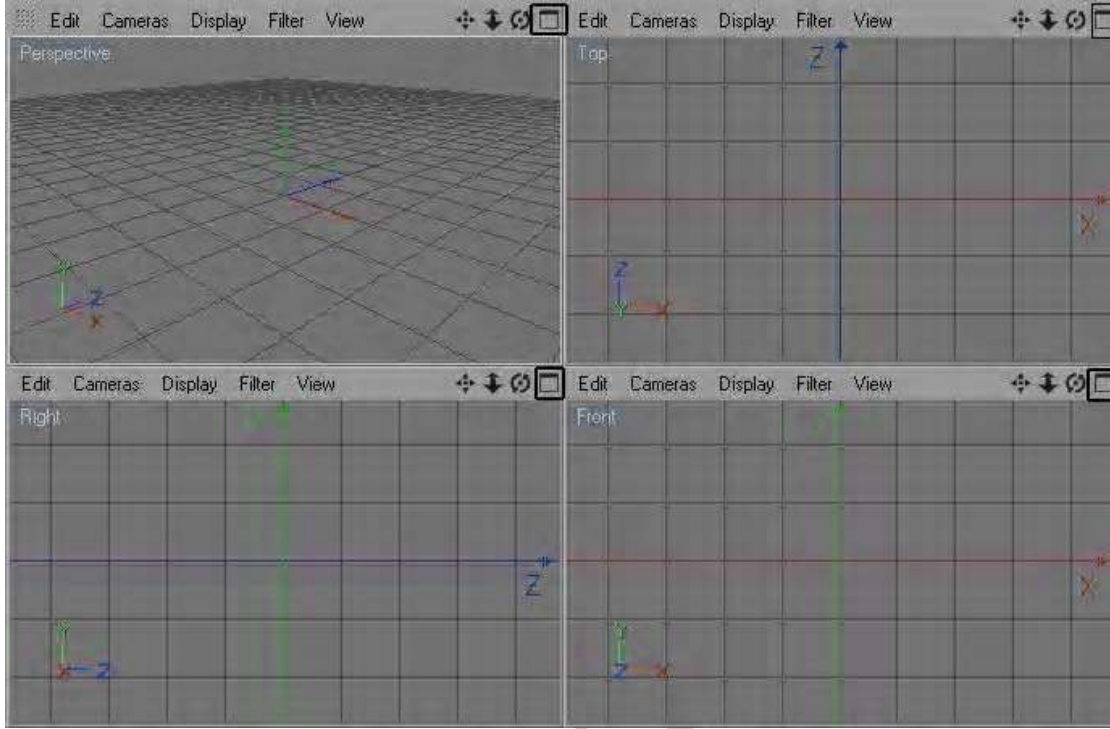 Edit Cameras Display Filter View
Perspective
Y
Z
X
Edit Cameras Display Filter View
Top
Z
X
Z
Y X
Edit Cameras Display Filter View
Right
Z
Y
X Z
Edit Cameras Display Filter View
Front
X
Y
Z X